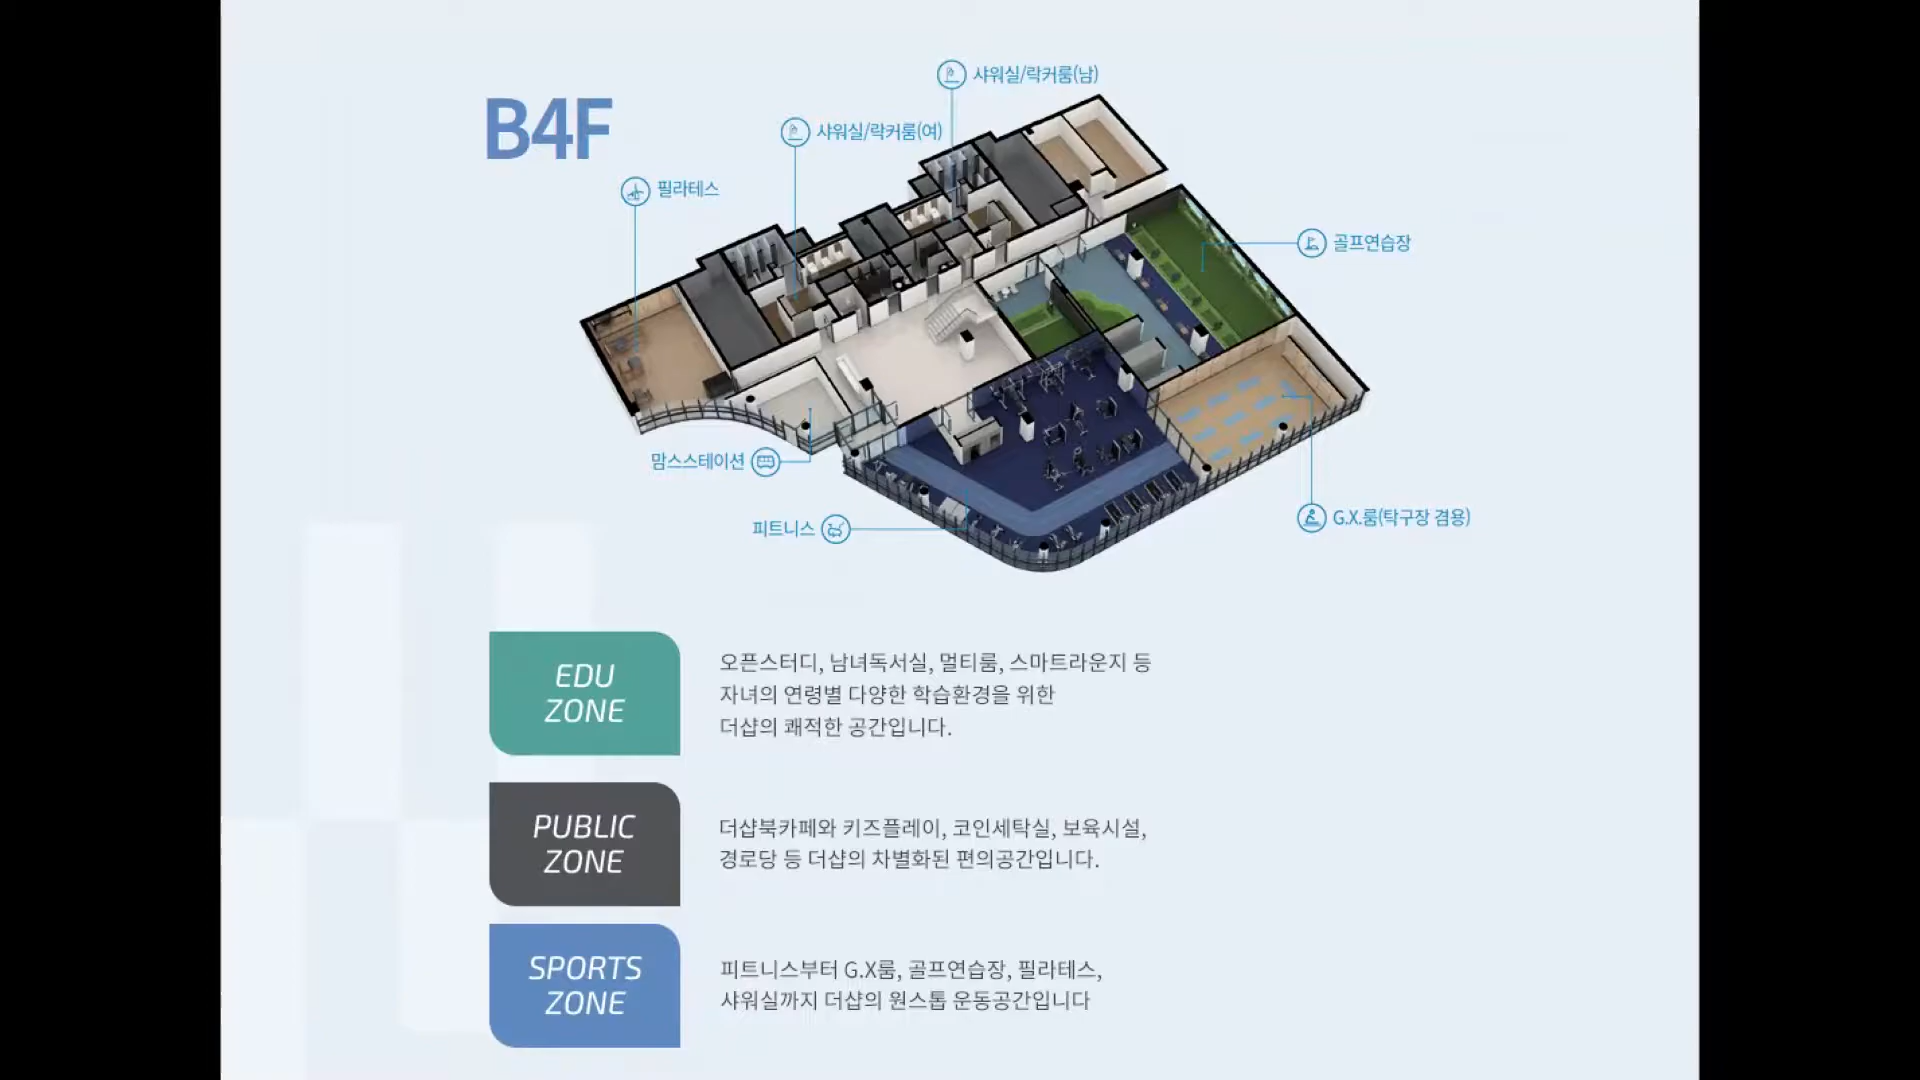 샤워실/락커룸(남)
B4F
샤워실/락커룸(여)
필라테스
골프연습장
맘스스테이션
피트니스
G.X.룸(탁구장 겸용)
EDU
ZONE
오픈스터디, 남녀독서실, 멀티룸, 스마트라운지 등
자녀의 연령별 다양한 학습환경을 위한
더샵의 쾌적한 공간입니다.
PUBLIC
ZONE
더샵북카페와 키즈플레이, 코인세탁실, 보육시설,
경로당 등 더샵의 차별화된 편의공간입니다.
SPORTS
ZONE
피트니스부터 G.X룸, 골프연습장, 필라테스,
샤워실까지 더샵의 원스톱 운동공간입니다